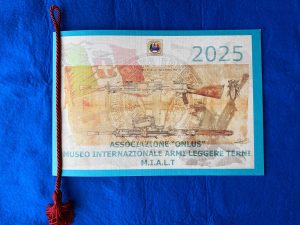 2025
ASSOCIAZIONE "ONLUS"
MUSEO INTERNAZIONALE ARMI LEGGERE TERNI
M.I.A.L.T